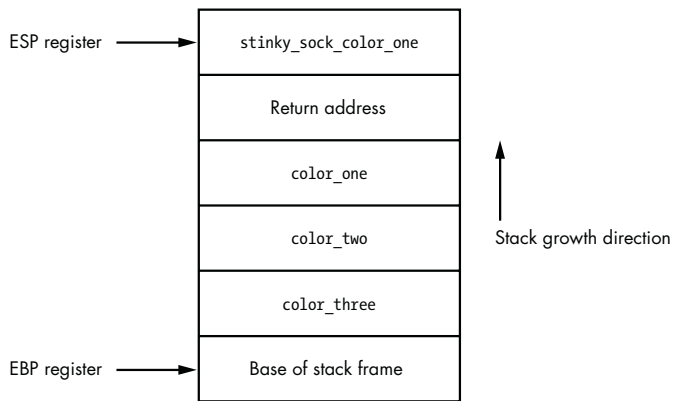 ESP register
stinky_sock_color_one
Return address
color_one
color_two
Stack growth direction
color_three
EBP register
Base of stack frame